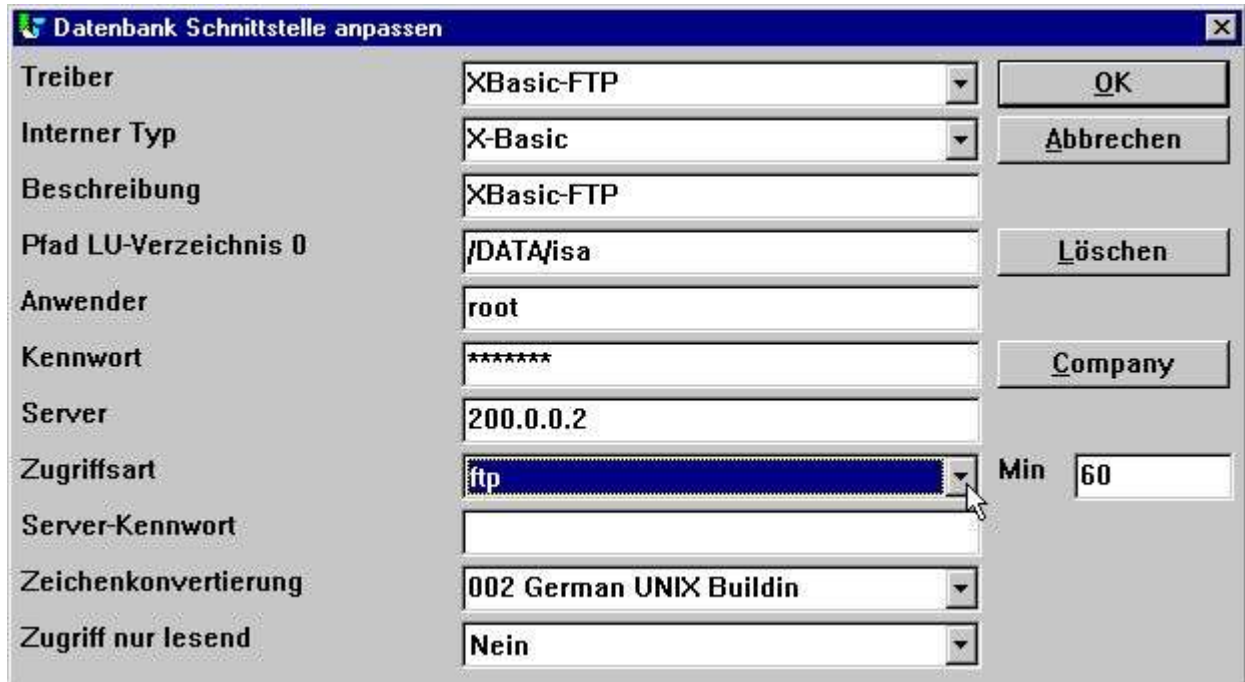 Datenbank Schnittstelle anpassen
Treiber XBasic-FTP OK
Interner Typ X-Basic Abbrechen
Beschreibung XBasic-FTP
Pfad LU-Verzeichnis 0 /DATA/isa Löschen
Anwender root
Kennwort ******* Company
Server 200.0.0.2
Zugriffsart ftp Min 60
Server-Kennwort
Zeichenkonvertierung 002 German UNIX Buildin
Zugriff nur lesend Nein